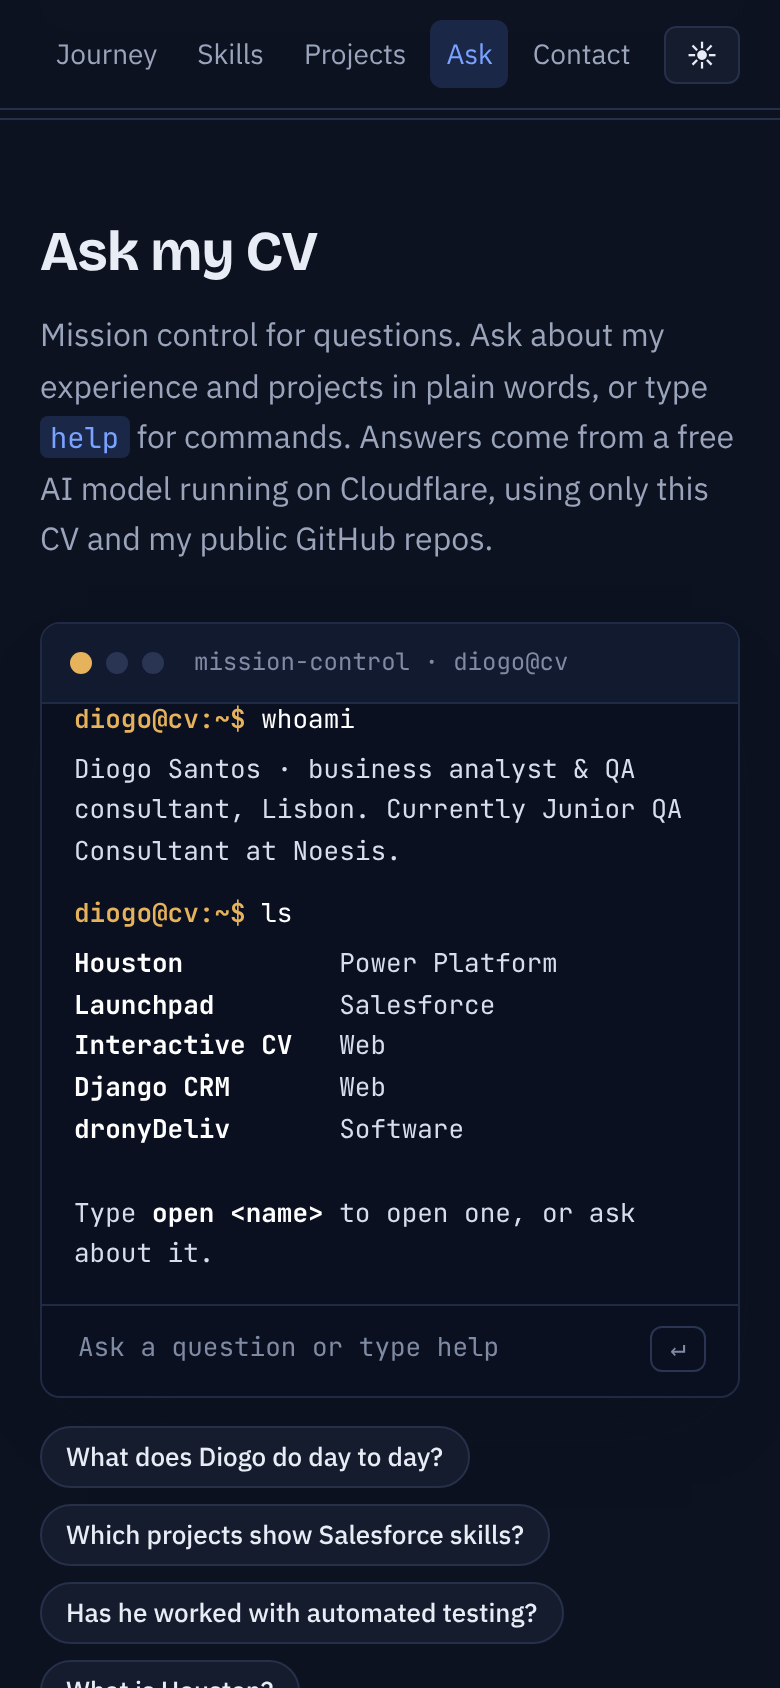 Journey Skills Projects Ask Contact
Ask my CV
Mission control for questions. Ask about my
experience and projects in plain words, or type
help for commands. Answers come from a free
AI model running on Cloudflare, using only this
CV and my public GitHub repos.
mission-control · diogo@cv
diogo@cv:~$ whoami
Diogo Santos · business analyst & QA
consultant, Lisbon. Currently Junior QA
Consultant at Noesis.
diogo@cv:~$ ls
Houston Power Platform
Launchpad Salesforce
Interactive CV Web
Django CRM Web
dronyDeliv Software
Type open <name> to open one, or ask
about it.
Ask a question or type help ↵
What does Diogo do day to day?
Which projects show Salesforce skills?
Has he worked with automated testing?
What is Houston?